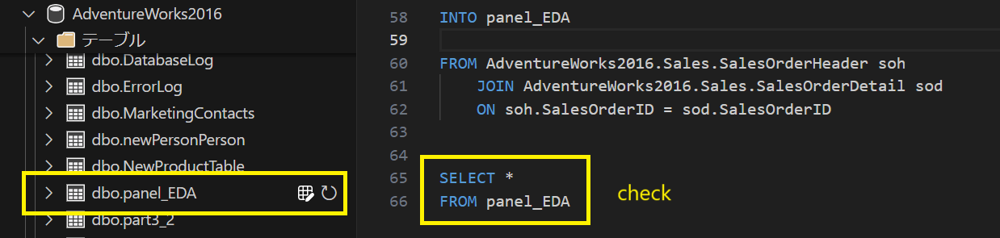 AdventureWorks2016
テーブル
dbo.DatabaseLog
dbo.ErrorLog
dbo.MarketingContacts
dbo.newPersonPerson
dbo.NewProductTable
dbo.panel_EDA
dbo.part3_2
58 INTO panel_EDA
59
60 FROM AdventureWorks2016.Sales.SalesOrderHeader soh
61 JOIN AdventureWorks2016.Sales.SalesOrderDetail sod
62 ON soh.SalesOrderID = sod.SalesOrderID
63
64
65 SELECT *
66 FROM panel_EDA
check